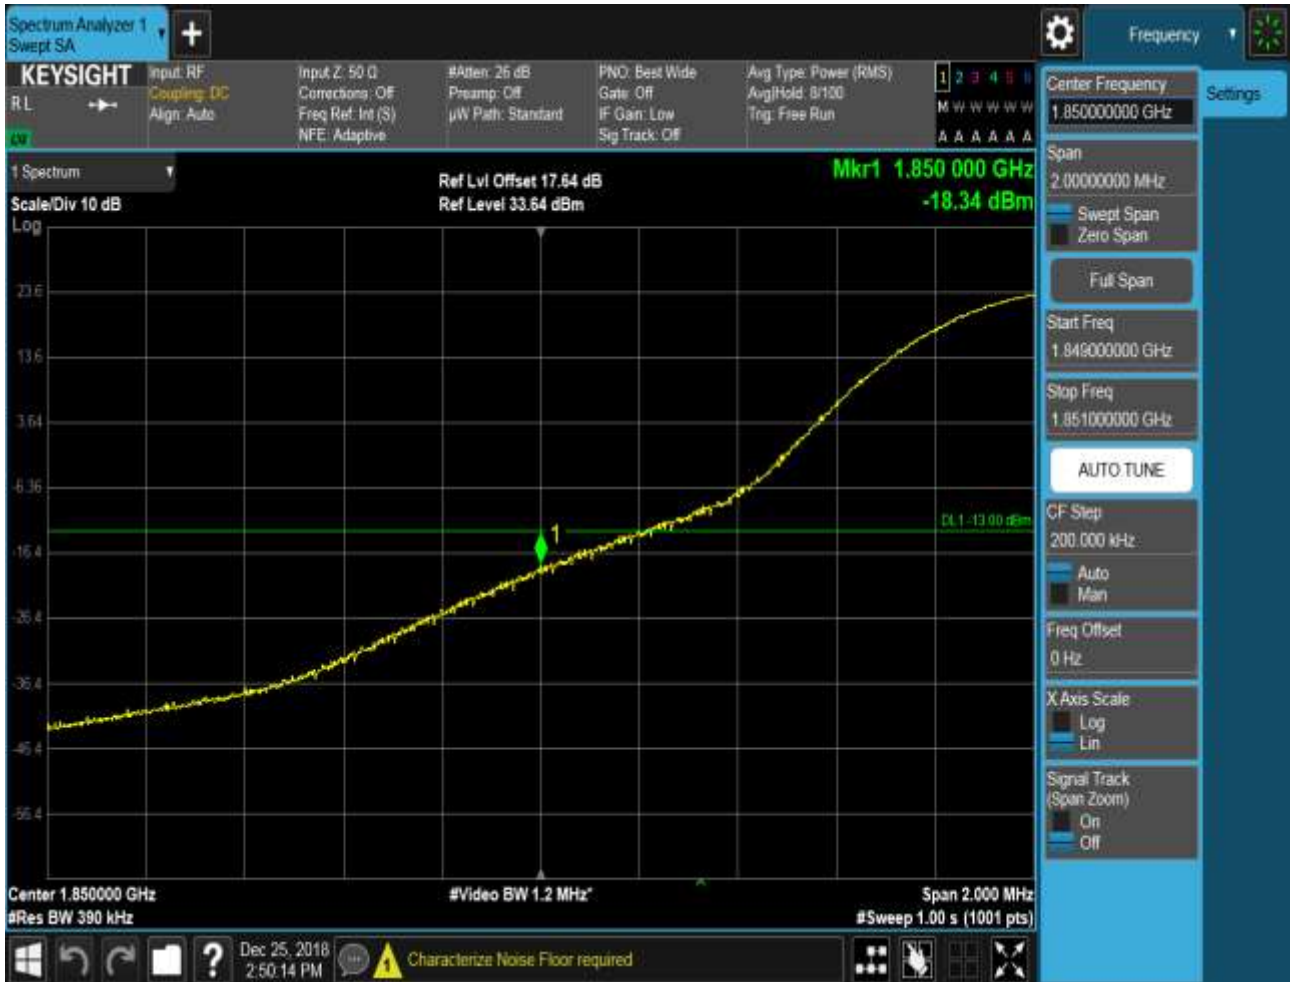 Spectrum Analyzer 1
Swept SA
+
Frequency
KEYSIGHT
RL
Input: RF
Coupling: DC
Align: Auto
Input Z: 50 Ω
Corrections: Off
Freq Ref: Int (S)
NFE: Adaptive
#Atten: 26 dB
Preamp: Off
µW Path: Standard
PNO: Best Wide
Gate: Off
IF Gain: Low
Sig Track: Off
Avg Type: Power (RMS)
Avg|Hold: 8/100
Trig: Free Run
1 2 3 4 5 6
M W W W W W
A A A A A A
1 Spectrum
Scale/Div 10 dB
Log
Ref Lvl Offset 17.64 dB
Ref Level 33.64 dBm
Mkr1 1.850 000 GHz
-18.34 dBm
23.6
13.6
3.64
-6.36
-16.4
-26.4
-36.4
-46.4
-56.4
1
DL1 -13.00 dBm
Center 1.850000 GHz
#Res BW 390 kHz
#Video BW 1.2 MHz*
Span 2.000 MHz
#Sweep 1.00 s (1001 pts)
Center Frequency
1.850000000 GHz
Settings
Span
2.00000000 MHz
Swept Span
Zero Span
Full Span
Start Freq
1.849000000 GHz
Stop Freq
1.851000000 GHz
AUTO TUNE
CF Step
200.000 kHz
Auto
Man
Freq Offset
0 Hz
X Axis Scale
Log
Lin
Signal Track
(Span Zoom)
On
Off
?
Dec 25, 2018
2:50:14 PM
1
Characterize Noise Floor required